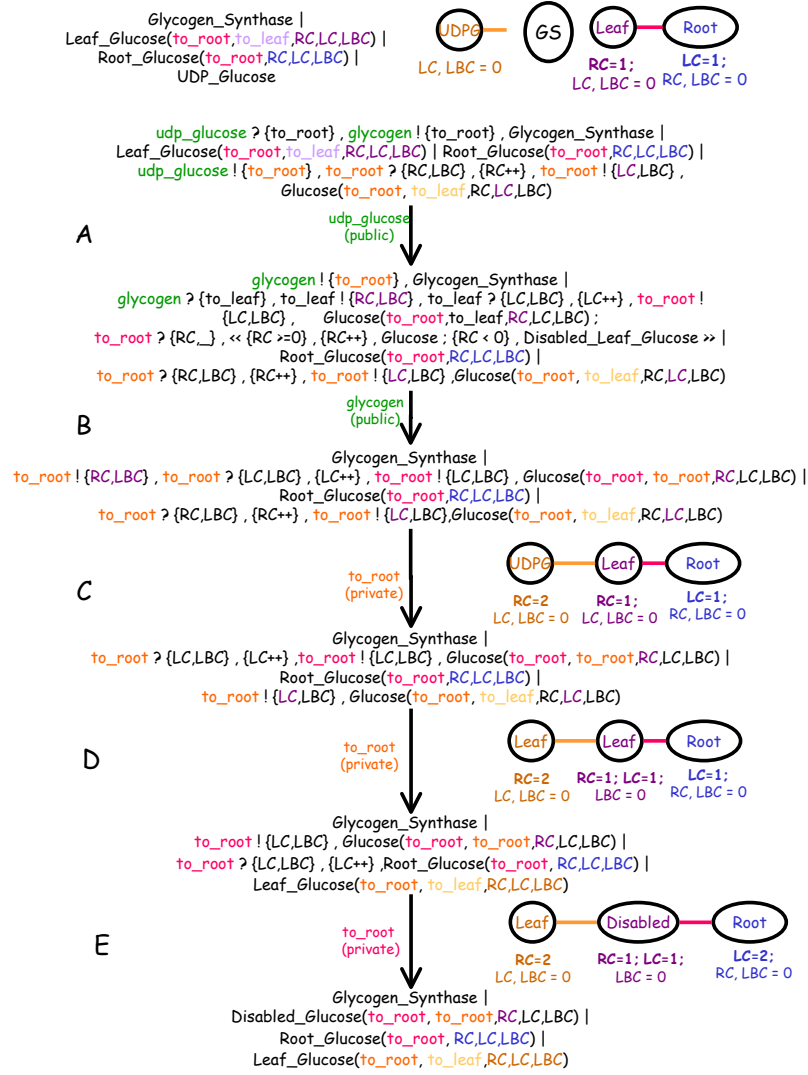 Glycogen_Synthase |
Leaf_Glucose(to_root,to_leaf,RC,LC,LBC) |
Root_Glucose(to_root,RC,LC,LBC) |
UDP_Glucose
UDPG
GS
Leaf
Root
LC, LBC = 0
RC=1;
LC, LBC = 0
LC=1;
RC, LBC = 0
udp_glucose ? {to_root} , glycogen ! {to_root} , Glycogen_Synthase |
Leaf_Glucose(to_root,to_leaf,RC,LC,LBC) | Root_Glucose(to_root,RC,LC,LBC) |
udp_glucose ! {to_root} , to_root ? {RC,LBC} , {RC++} , to_root ! {LC,LBC} ,
Glucose(to_root, to_leaf,RC,LC,LBC)
A
udp_glucose
(public)
glycogen ! {to_root} , Glycogen_Synthase |
glycogen ? {to_leaf} , to_leaf ! {RC,LBC} , to_leaf ? {LC,LBC} , {LC++} , to_root !
{LC,LBC} , Glucose(to_root,to_leaf,RC,LC,LBC) ;
to_root ? {RC,_} , << {RC >=0} , {RC++} , Glucose ; {RC < 0} , Disabled_Leaf_Glucose >> |
Root_Glucose(to_root,RC,LC,LBC) |
to_root ? {RC,LBC} , {RC++} , to_root ! {LC,LBC} ,Glucose(to_root, to_leaf,RC,LC,LBC)
B
glycogen
(public)
Glycogen_Synthase |
to_root ! {RC,LBC} , to_root ? {LC,LBC} , {LC++} , to_root ! {LC,LBC} , Glucose(to_root, to_root,RC,LC,LBC) |
Root_Glucose(to_root,RC,LC,LBC) |
to_root ? {RC,LBC} , {RC++} , to_root ! {LC,LBC},Glucose(to_root, to_leaf,RC,LC,LBC)
C
to_root
(private)
UDPG
Leaf
Root
RC=2
LC, LBC = 0
RC=1;
LC, LBC = 0
LC=1;
RC, LBC = 0
Glycogen_Synthase |
to_root ? {LC,LBC} , {LC++} ,to_root ! {LC,LBC} , Glucose(to_root, to_root,RC,LC,LBC) |
Root_Glucose(to_root,RC,LC,LBC) |
to_root ! {LC,LBC} , Glucose(to_root, to_leaf,RC,LC,LBC)
D
to_root
(private)
Leaf
Leaf
Root
RC=2
LC, LBC = 0
RC=1; LC=1;
LBC = 0
LC=1;
RC, LBC = 0
Glycogen_Synthase |
to_root ! {LC,LBC} , Glucose(to_root, to_root,RC,LC,LBC) |
to_root ? {LC,LBC} , {LC++} ,Root_Glucose(to_root, RC,LC,LBC) |
Leaf_Glucose(to_root, to_leaf,RC,LC,LBC)
E
to_root
(private)
Leaf
Disabled
Root
RC=2
LC, LBC = 0
RC=1; LC=1;
LBC = 0
LC=2;
RC, LBC = 0
Glycogen_Synthase |
Disabled_Glucose(to_root, to_root,RC,LC,LBC) |
Root_Glucose(to_root, RC,LC,LBC) |
Leaf_Glucose(to_root, to_leaf,RC,LC,LBC)